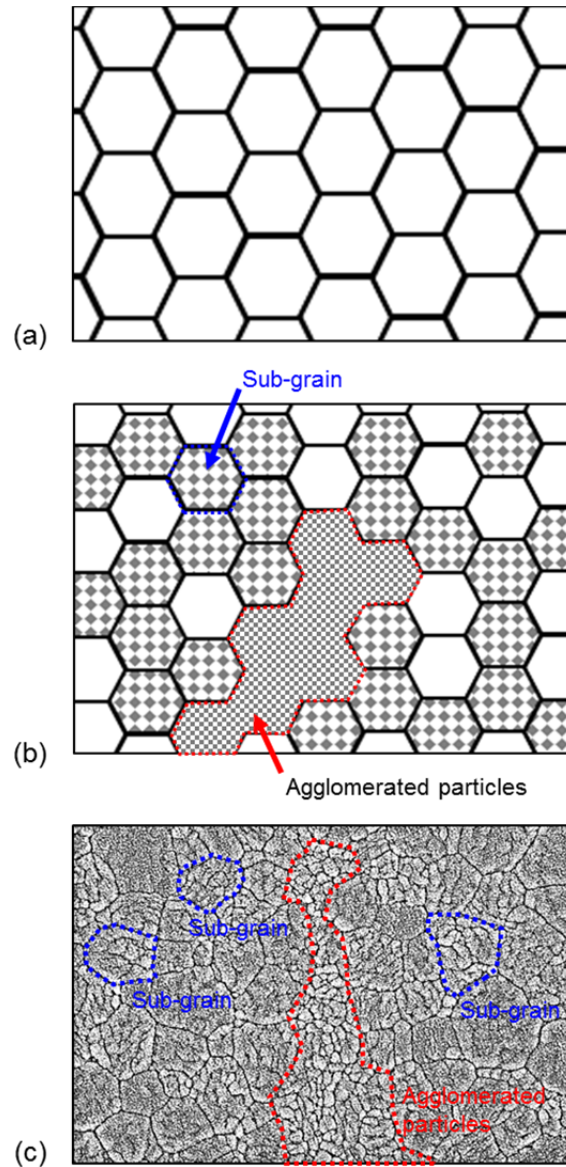 (a)
Sub-grain
(b)
Agglomerated particles
Sub-grain
Sub-grain
Sub-grain
Agglomerated
particles
(c)